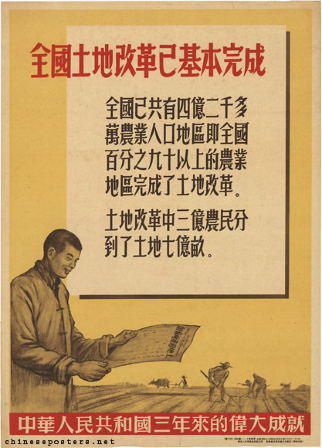 全國土地改革已基本完成
全國已共有四億二千多
萬農業人口地區即全國
百分之九十以上的農業
地區完成了土地改革。
土地改革中三億農民分
到了土地七億畝。
中華人民共和國三年來的偉大成就
chineseposters.net